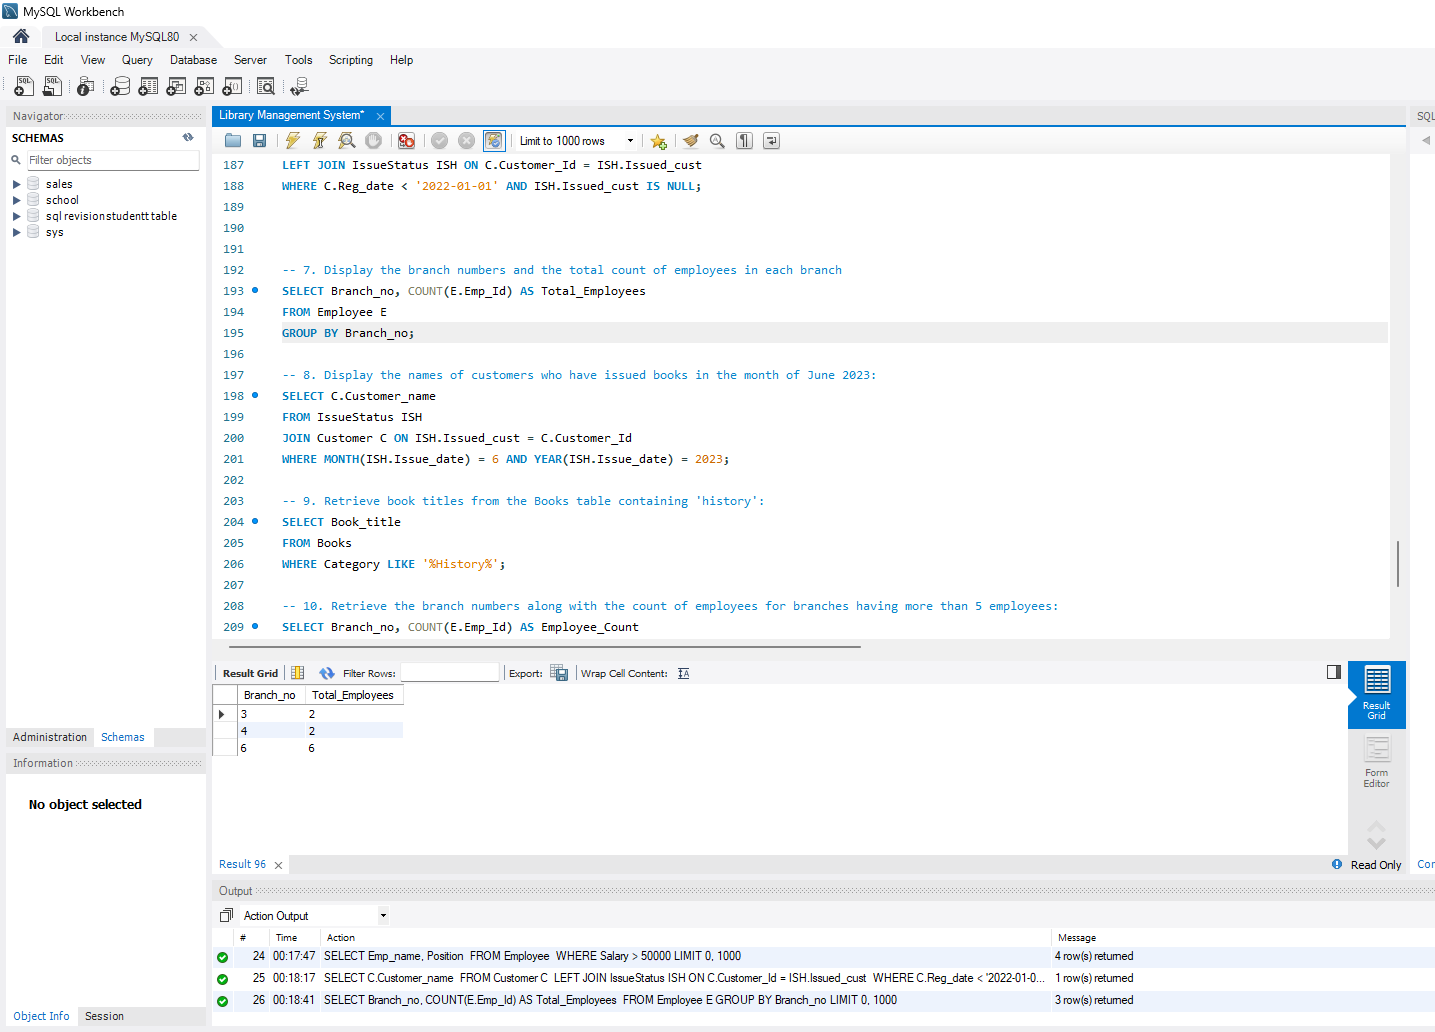 MySQL Workbench
Local instance MySQL80
File Edit View Query Database Server Tools Scripting Help
Navigator
SCHEMAS
Filter objects
sales
school
sql revision studentt table
sys
Administration Schemas
Information
No object selected
Object Info Session
Library Management System*
Limit to 1000 rows
187 LEFT JOIN IssueStatus ISH ON C.Customer_Id = ISH.Issued_cust
188 WHERE C.Reg_date < '2022-01-01' AND ISH.Issued_cust IS NULL;
189
190
191
192 -- 7. Display the branch numbers and the total count of employees in each branch
193 SELECT Branch_no, COUNT(E.Emp_Id) AS Total_Employees
194 FROM Employee E
195 GROUP BY Branch_no;
196
197 -- 8. Display the names of customers who have issued books in the month of June 2023:
198 SELECT C.Customer_name
199 FROM IssueStatus ISH
200 JOIN Customer C ON ISH.Issued_cust = C.Customer_Id
201 WHERE MONTH(ISH.Issue_date) = 6 AND YEAR(ISH.Issue_date) = 2023;
202
203 -- 9. Retrieve book titles from the Books table containing 'history':
204 SELECT Book_title
205 FROM Books
206 WHERE Category LIKE '%History%';
207
208 -- 10. Retrieve the branch numbers along with the count of employees for branches having more than 5 employees:
209 SELECT Branch_no, COUNT(E.Emp_Id) AS Employee_Count
Result Grid Filter Rows: Export: Wrap Cell Content:
Branch_no Total_Employees
3 2
4 2
6 6
Result Grid
Form Editor
Result 96
Read Only
Output
Action Output
# Time Action Message
24 00:17:47 SELECT Emp_name, Position FROM Employee WHERE Salary > 50000 LIMIT 0, 1000 4 row(s) returned
25 00:18:17 SELECT C.Customer_name FROM Customer C LEFT JOIN IssueStatus ISH ON C.Customer_Id = ISH.Issued_cust WHERE C.Reg_date < '2022-01-0... 1 row(s) returned
26 00:18:41 SELECT Branch_no, COUNT(E.Emp_Id) AS Total_Employees FROM Employee E GROUP BY Branch_no LIMIT 0, 1000 3 row(s) returned
SQL
Cor